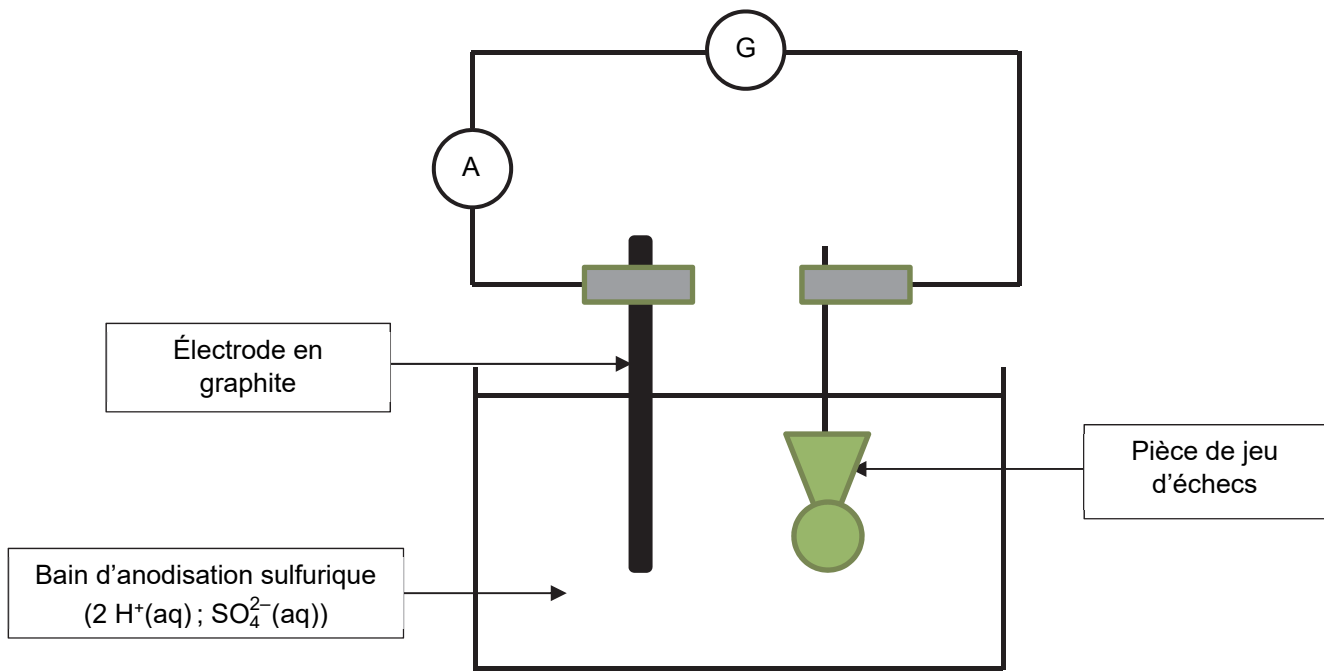 G
A
Électrode en
graphite
Pièce de jeu
d’échecs
Bain d’anodisation sulfurique
(2 H⁺(aq) ; SO₄²⁻(aq))